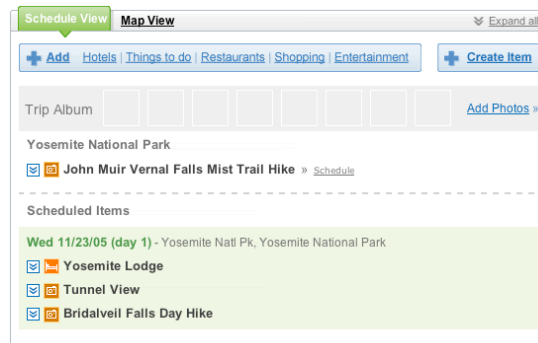 Schedule View Map View Expand all
Add Hotels | Things to do | Restaurants | Shopping | Entertainment Create Item
Trip Album Add Photos »
Yosemite National Park
John Muir Vernal Falls Mist Trail Hike » Schedule
Scheduled Items
Wed 11/23/05 (day 1) - Yosemite Natl Pk, Yosemite National Park
Yosemite Lodge
Tunnel View
Bridalveil Falls Day Hike